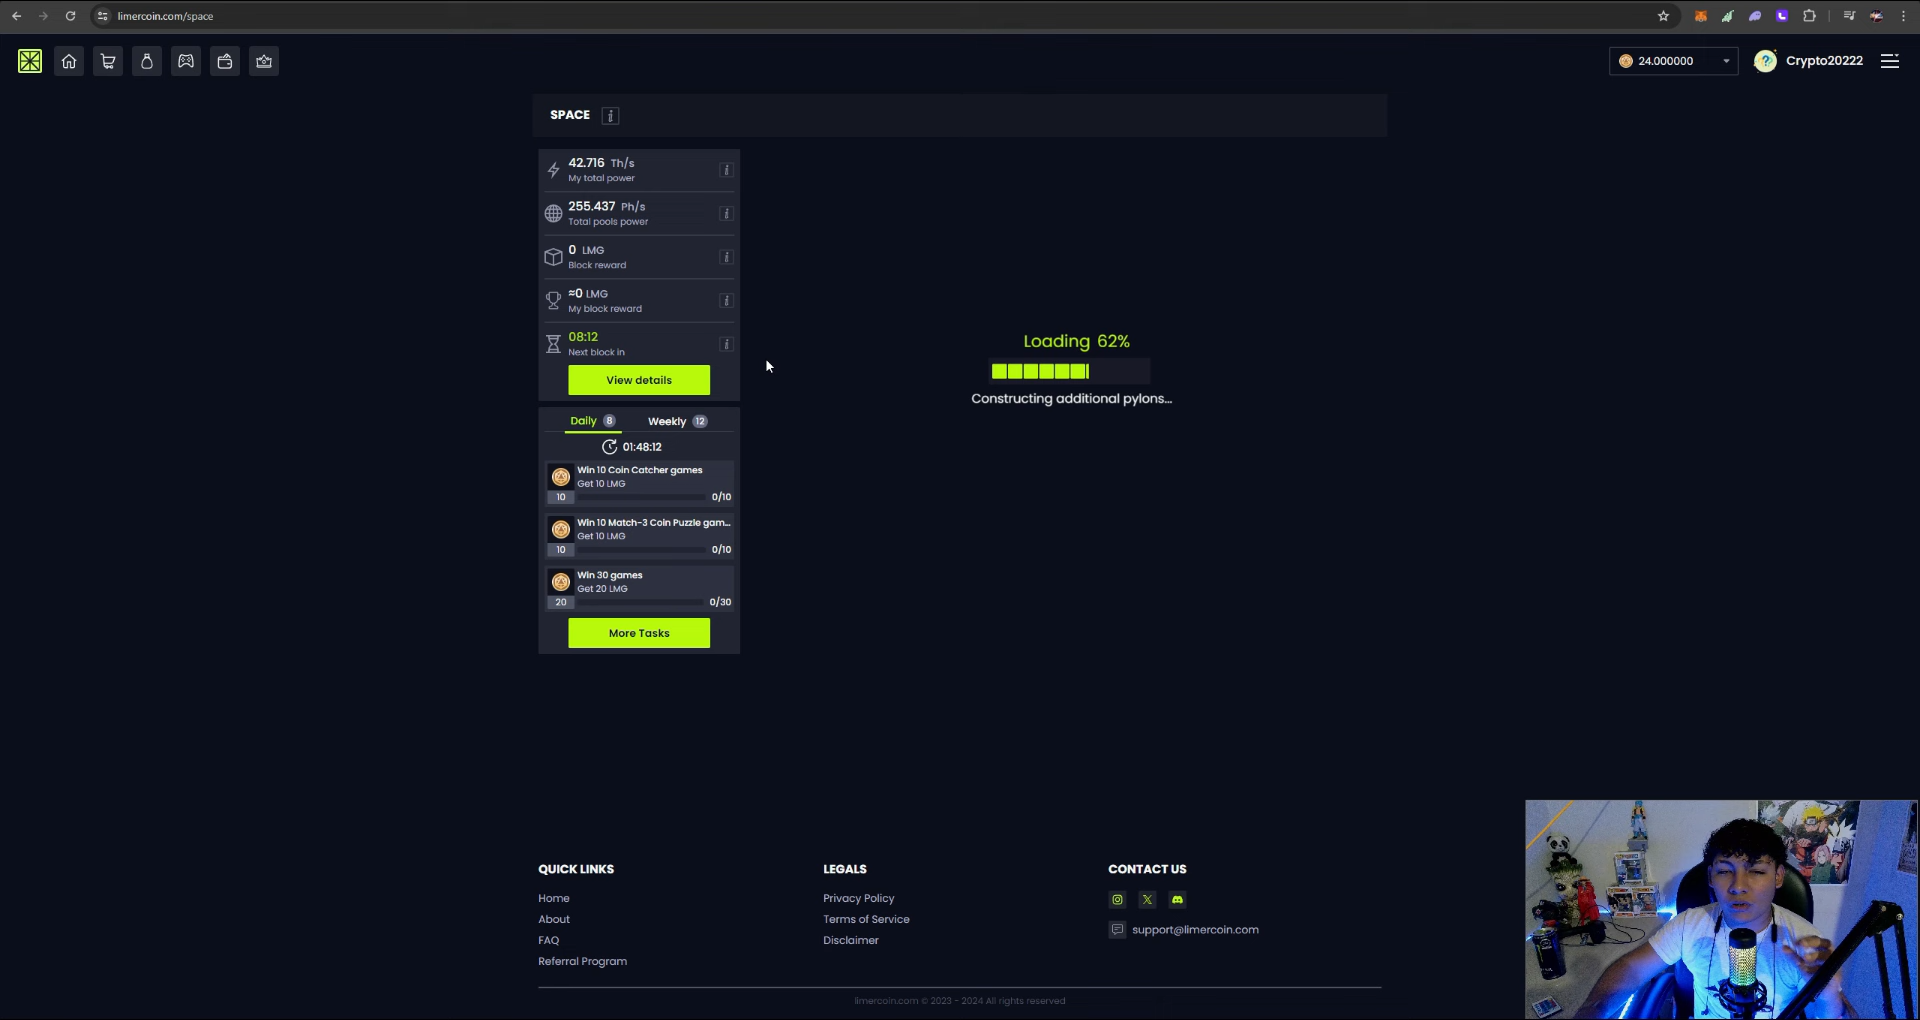 limercoin.com/space
24.000000
Crypto20222
SPACE
42.716 Th/s
My total power
255.437 Ph/s
Total pools power
0 LMG
Block reward
≈0 LMG
My block reward
08:12
Next block in
View details
Daily 8
Weekly 12
01:48:12
Win 10 Coin Catcher games
Get 10 LMG
10
0/10
Win 10 Match-3 Coin Puzzle gam...
Get 10 LMG
10
0/10
Win 30 games
Get 20 LMG
20
0/30
More Tasks
Loading 62%
Constructing additional pylons...
QUICK LINKS
Home
About
FAQ
Referral Program
LEGALS
Privacy Policy
Terms of Service
Disclaimer
CONTACT US
support@limercoin.com
limercoin.com © 2023 - 2024 All rights reserved